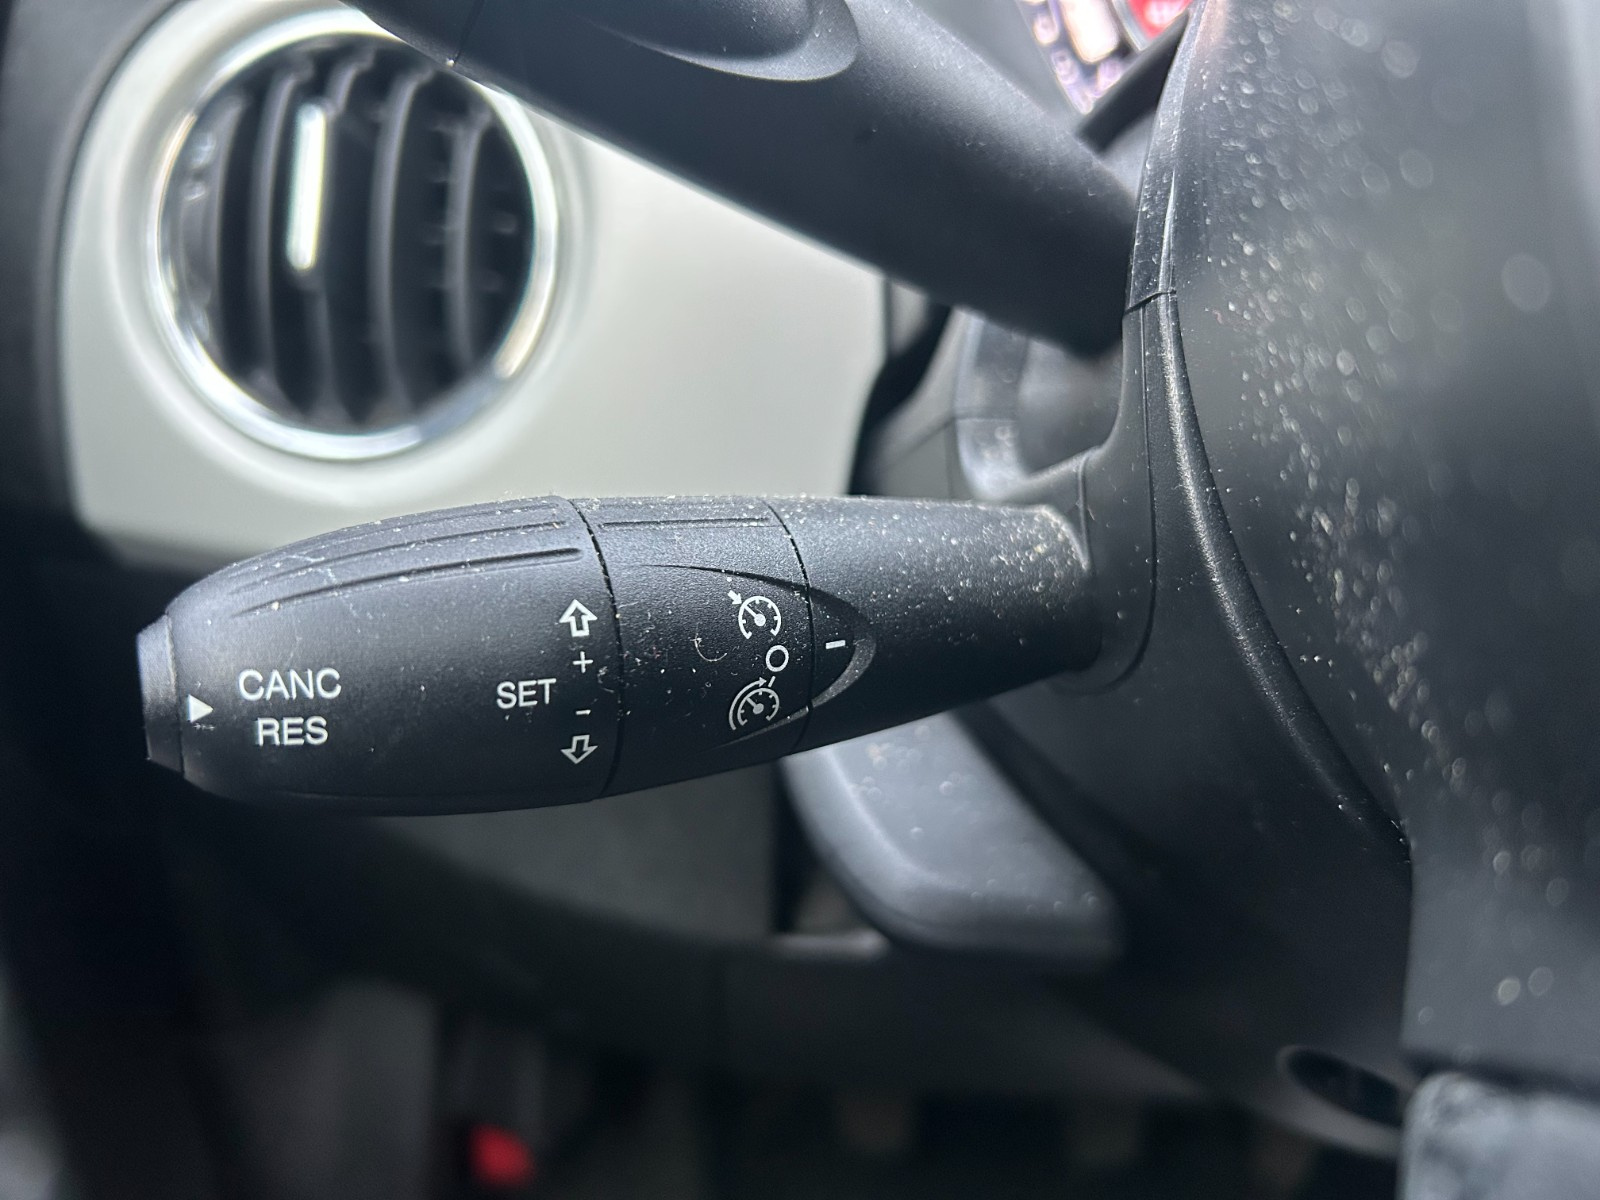 CANC
RES
+
SET
-